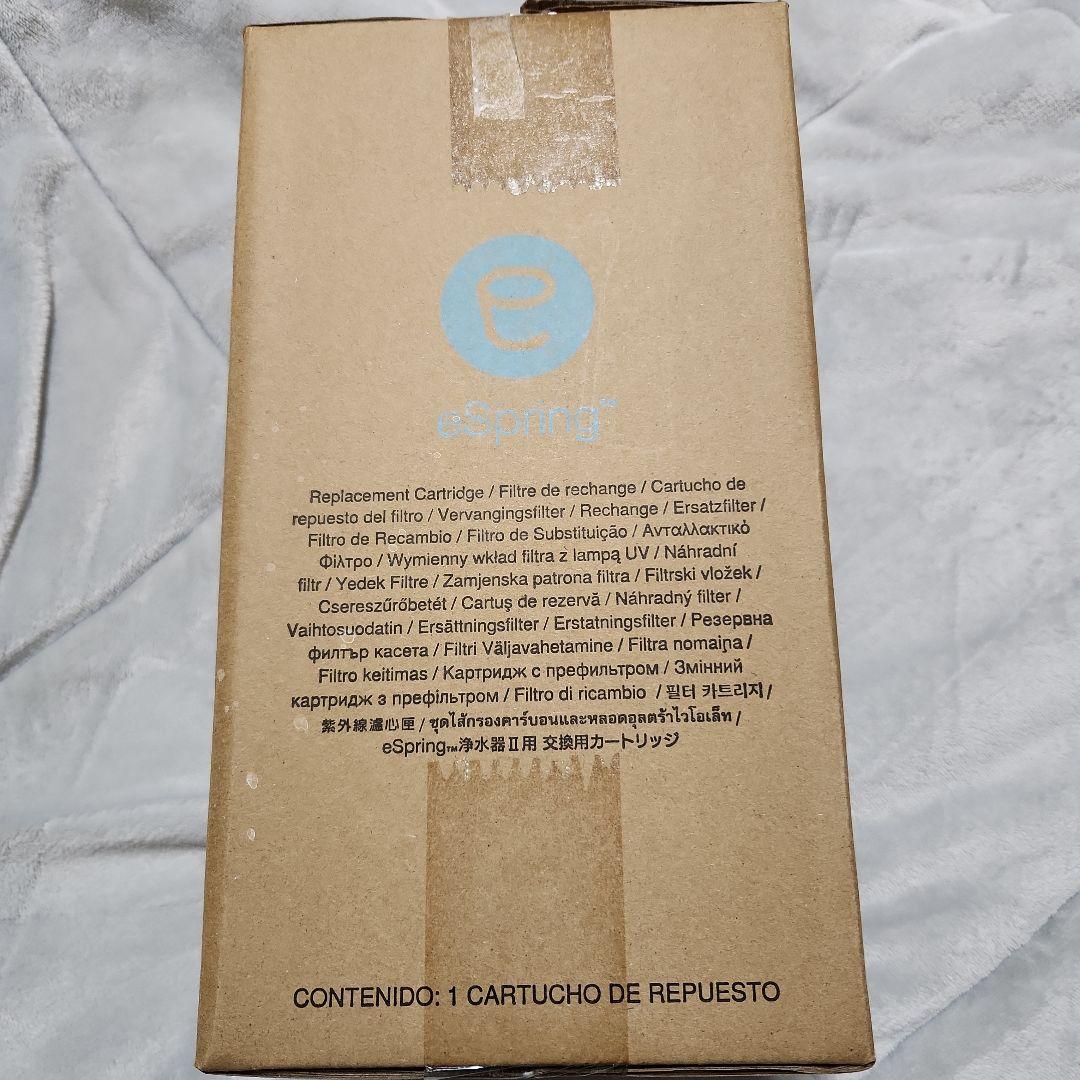 eSpring™
Replacement Cartridge / Filtre de rechange / Cartucho de
repuesto del filtro / Vervangingsfilter / Rechange / Ersatzfilter /
Filtro de Recambio / Filtro de Substituição / Ανταλλακτικό
Φίλτρο / Wymienny wkład filtra z lampą UV / Náhradní
filtr / Yedek Filtre / Zamjenska patrona filtra / Filtrski vložek /
Csereszűrőbetét / Cartuş de rezervă / Náhradný filter /
Vaihtosuodatin / Ersättningsfilter / Erstatningsfilter / Резервна
филтър касета / Filtri Väljavahetamine / Filtra nomaiņa /
Filtro keitimas / Картридж с префильтром / Змінний
картридж з префільтром / Filtro di ricambio / 필터 카트리지 /
紫外線濾心匣 / ชุดไส้กรองคาร์บอนและหลอดอุลตร้าไวโอเล็ท /
eSpring™浄水器Ⅱ用 交換用カートリッジ
CONTENIDO: 1 CARTUCHO DE REPUESTO